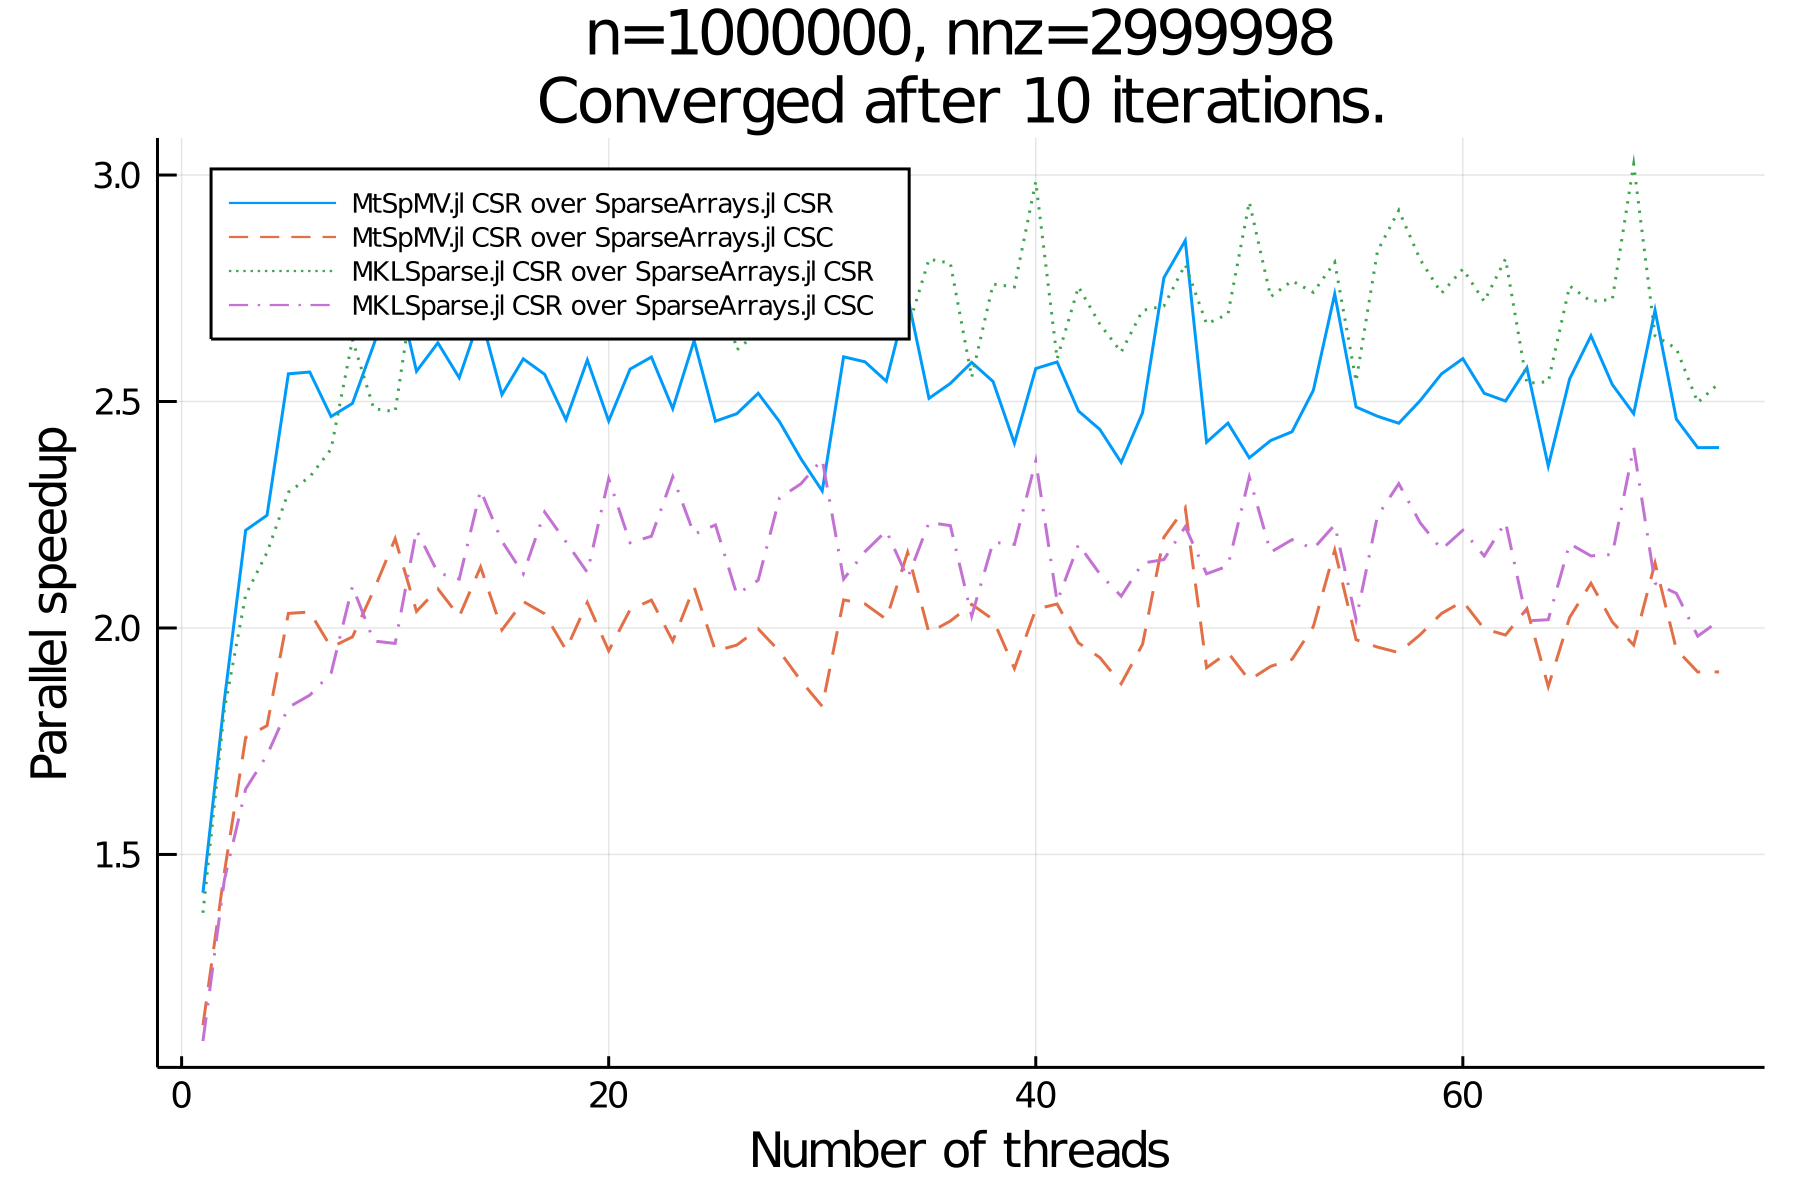 n=1000000, nnz=2999998
Converged after 10 iterations.
3.0
2.5
2.0
1.5
Parallel speedup
MtSpMV.jl CSR over SparseArrays.jl CSR
MtSpMV.jl CSR over SparseArrays.jl CSC
MKLSparse.jl CSR over SparseArrays.jl CSR
MKLSparse.jl CSR over SparseArrays.jl CSC
0
20
40
60
Number of threads